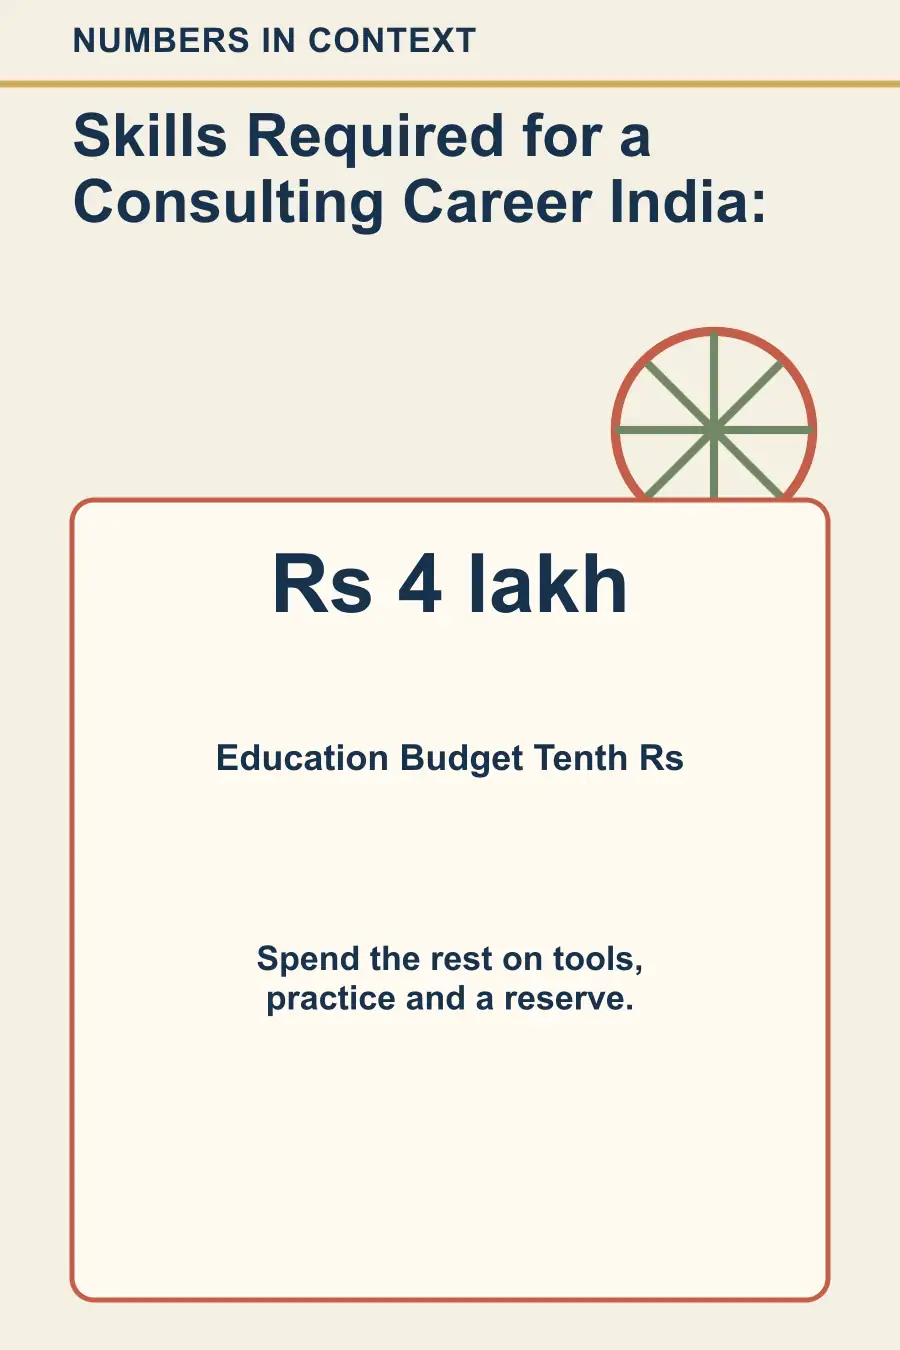 NUMBERS IN CONTEXT
Skills Required for a
Consulting Career India:
Rs 4 lakh
Education Budget Tenth Rs
Spend the rest on tools,
practice and a reserve.